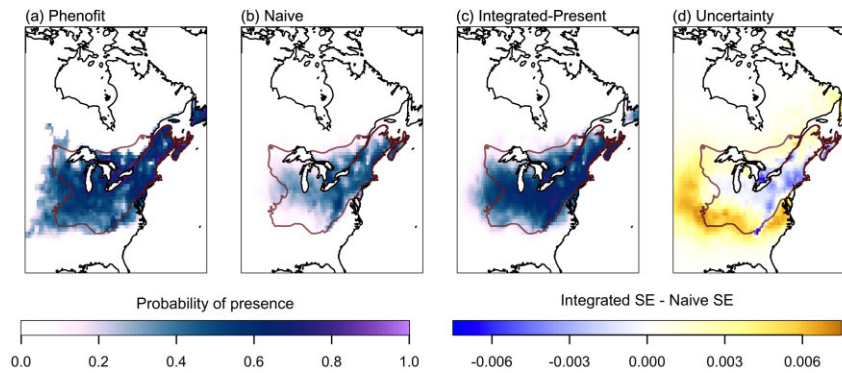 (a) Phenofit (b) Naive (c) Integrated-Present (d) Uncertainty
Probability of presence Integrated SE - Naive SE
0.0 0.2 0.4 0.6 0.8 1.0 -0.006 -0.003 0.000 0.003 0.006